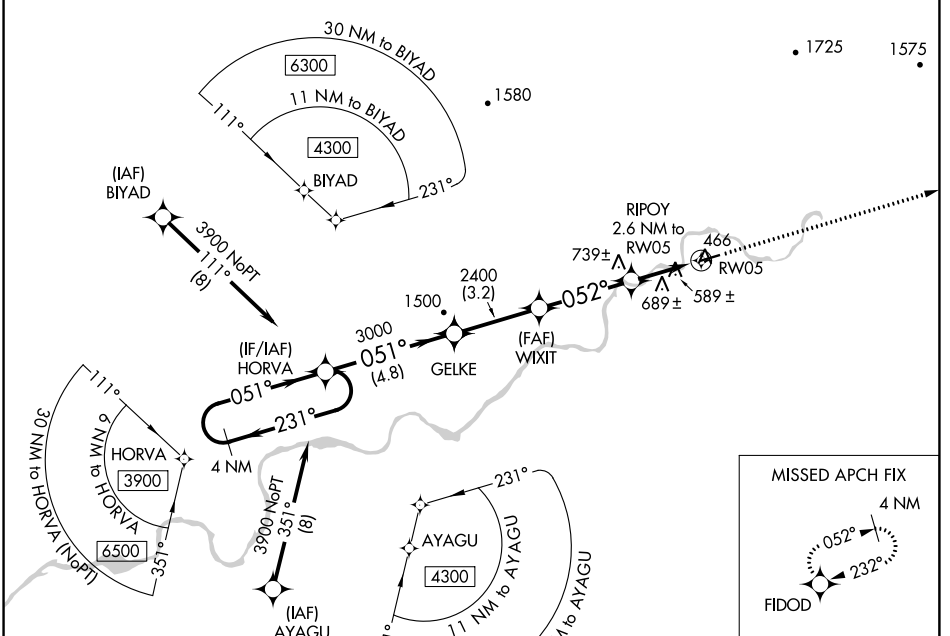 30 NM to BIYAD
6300
11 NM to BIYAD
4300
111°
BIYAD
231°
1580
1725
1575
(IAF)
BIYAD
3900 NoPT
111°
(8)
RIPOY
2.6 NM to
RW05
739±
466
RW05
689±
589±
052°
2400
(3.2)
(FAF)
WIXIT
1500
GELKE
3000
051°
(4.8)
(IF/IAF)
HORVA
051°
231°
4 NM
111°
30 NM to HORVA (NoPT)
6 NM to HORVA
HORVA
3900
6500
351°
3900 NoPT
351°
(8)
(IAF)
AYAGU
231°
AYAGU
4300
11 NM to AYAGU
M to AYAGU
MISSED APCH FIX
4 NM
052°
232°
FIDOD